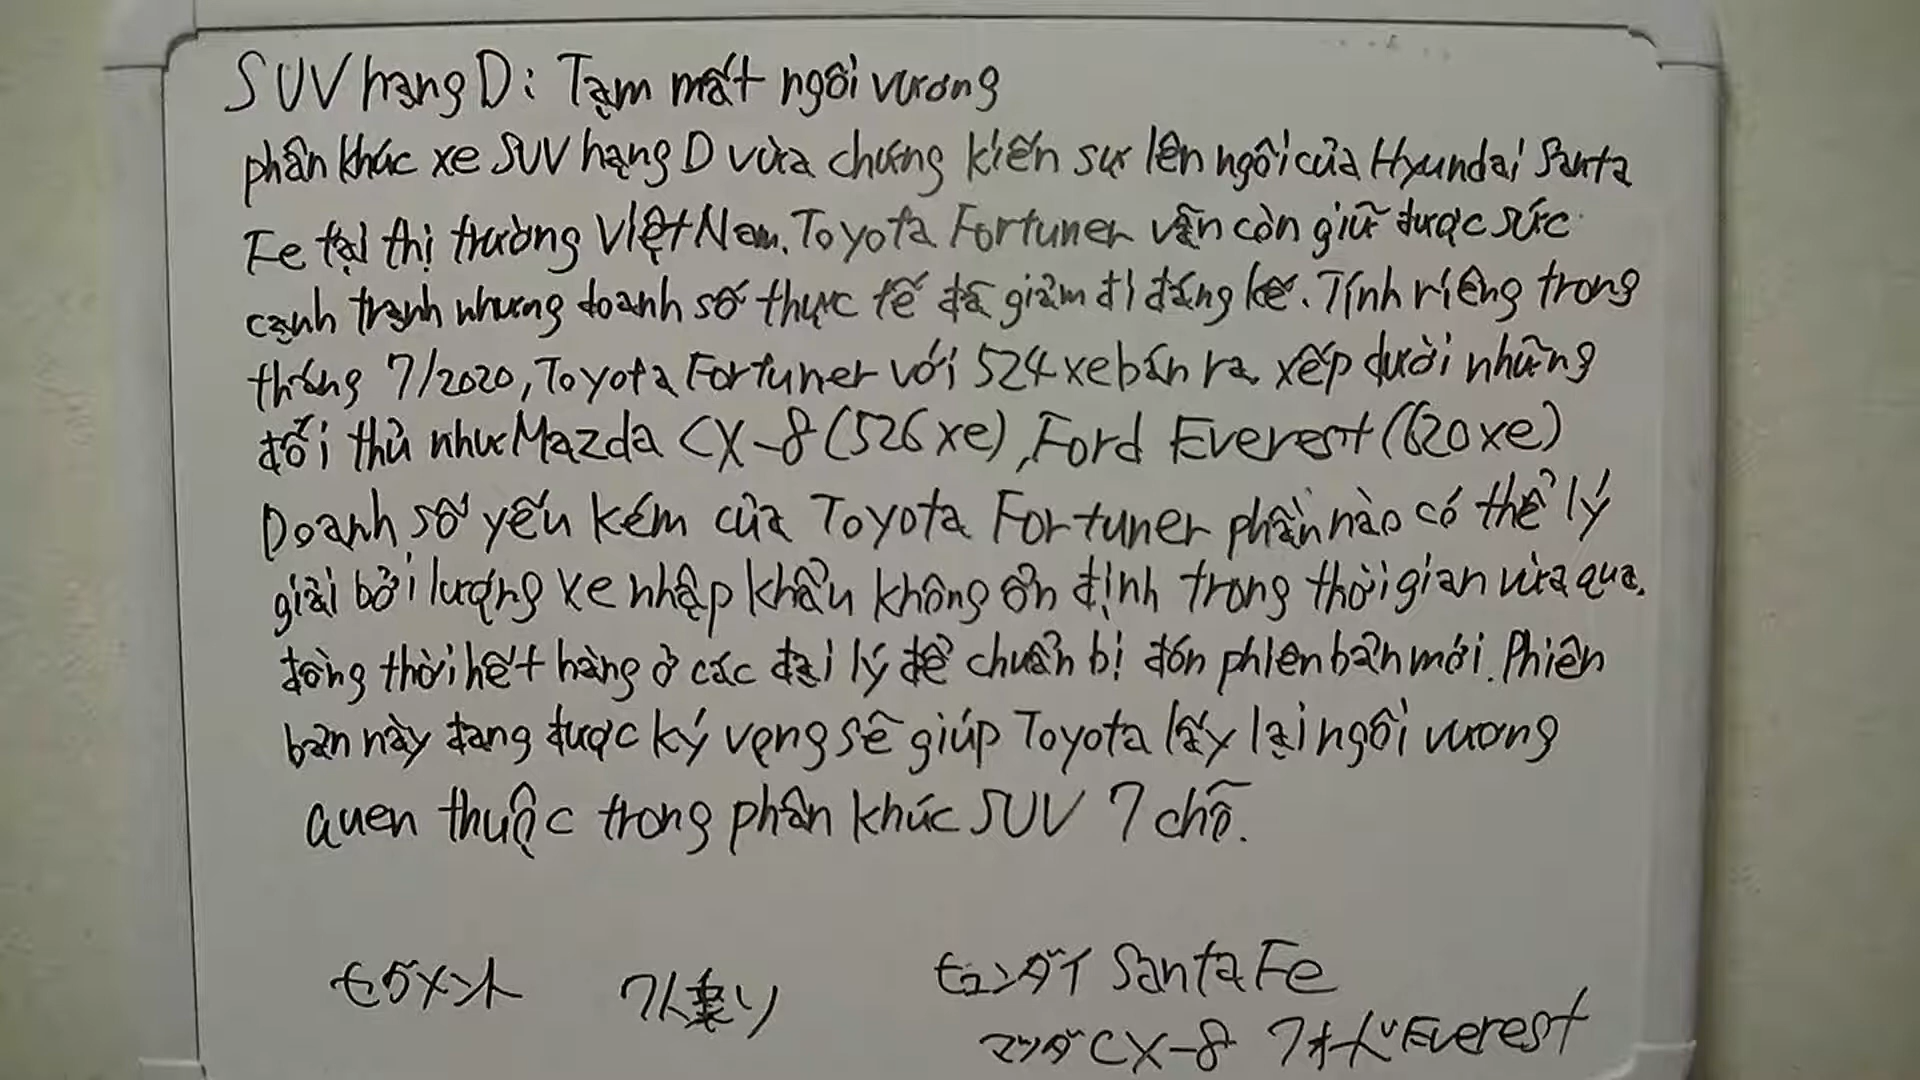 SUV hạng D: Tạm mất ngôi vương
phân khúc xe SUV hạng D vừa chứng kiến sự lên ngôi của Hyundai Santa
Fe tại thị trường Việt Nam. Toyota Fortuner vẫn còn giữ được sức
cạnh tranh nhưng doanh số thực tế đã giảm đi đáng kể. Tính riêng trong
tháng 7/2020, Toyota Fortuner với 524 xe bán ra xếp dưới những
đối thủ như Mazda CX-8 (526 xe), Ford Everest (620 xe)
Doanh số yếu kém của Toyota Fortuner phần nào có thể lý
giải bởi lượng xe nhập khẩu không ổn định trong thời gian vừa qua,
đồng thời hết hàng ở các đại lý để chuẩn bị đón phiên bản mới. Phiên
bản này đang được kỳ vọng sẽ giúp Toyota lấy lại ngôi vương
quen thuộc trong phân khúc SUV 7 chỗ.
セグメント 7人乗り ヒュンダイ Santa Fe
マツダ CX-8 フォード Everest